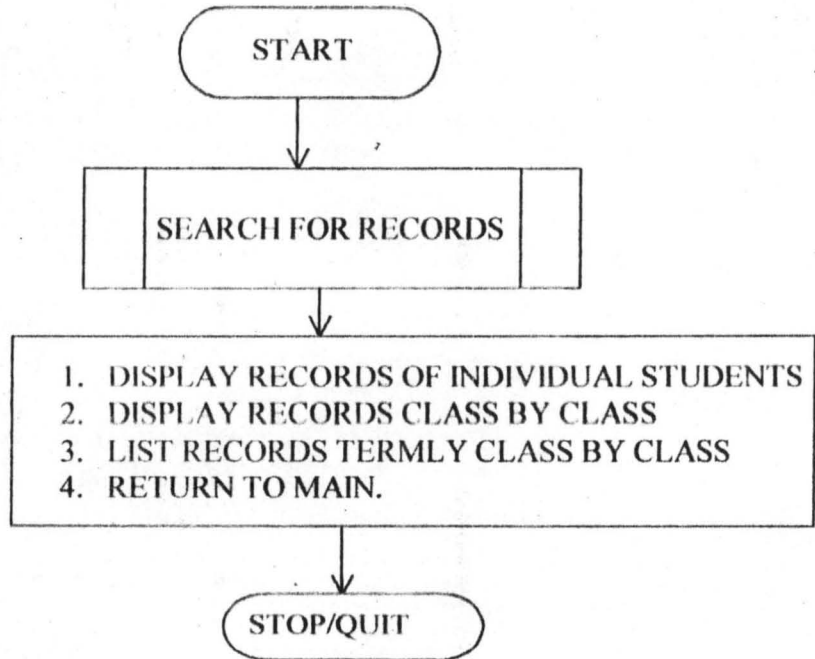 START
SEARCH FOR RECORDS
1. DISPLAY RECORDS OF INDIVIDUAL STUDENTS
2. DISPLAY RECORDS CLASS BY CLASS
3. LIST RECORDS TERMLY CLASS BY CLASS
4. RETURN TO MAIN.
STOP/QUIT